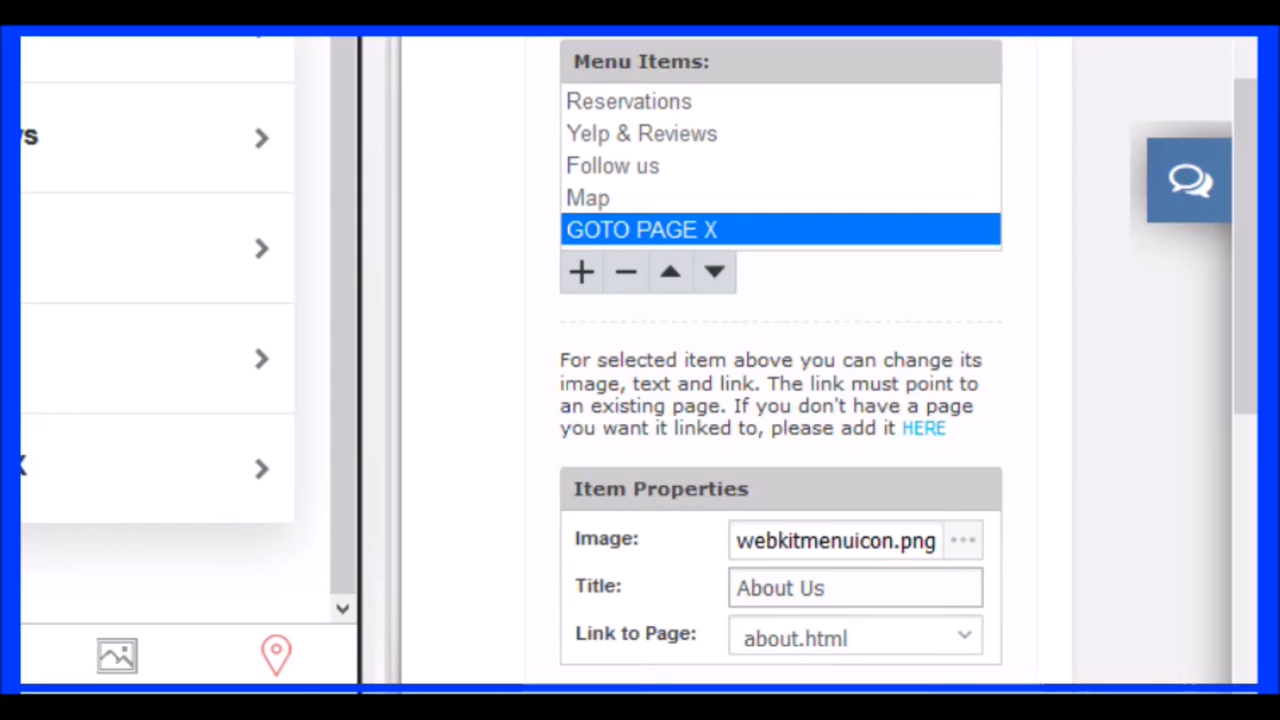 Menu Items:
Reservations
Yelp & Reviews
Follow us
Map
GOTO PAGE X
For selected item above you can change its
image, text and link. The link must point to
an existing page. If you don't have a page
you want it linked to, please add it HERE
Item Properties
Image: webkitmenuicon.png
Title: About Us
Link to Page: about.html